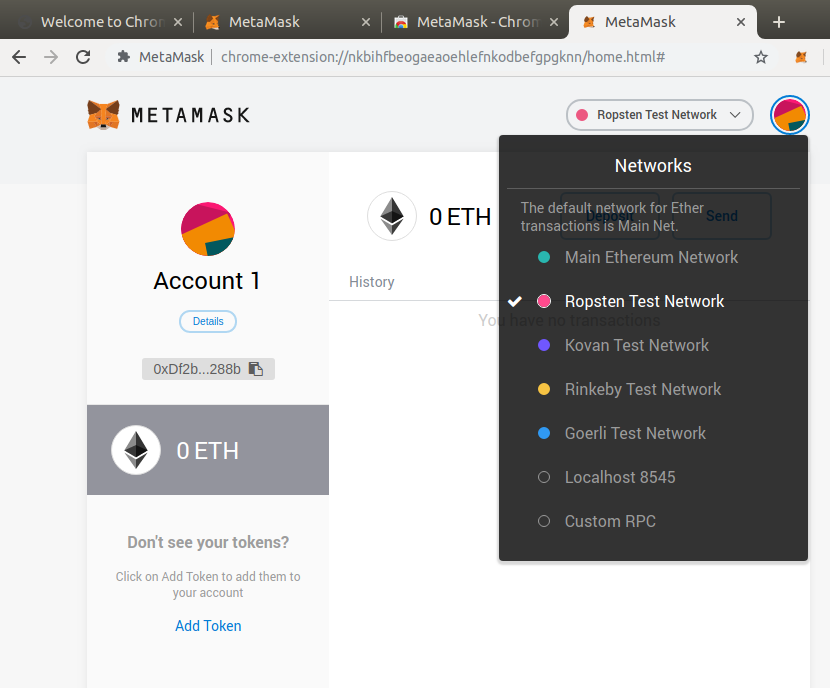 Welcome to Chrom
MetaMask
MetaMask - Chrom
MetaMask
MetaMask
chrome-extension://nkbihfbeogaeaoehlefnkodbefgpgknn/home.html#
METAMASK
Ropsten Test Network
Networks
The default network for Ether
transactions is Main Net.
Main Ethereum Network
Ropsten Test Network
Kovan Test Network
Rinkeby Test Network
Goerli Test Network
Localhost 8545
Custom RPC
0 ETH
Deposit
Send
History
You have no transactions
Account 1
Details
0xDf2b...288b
0 ETH
Don't see your tokens?
Click on Add Token to add them to
your account
Add Token